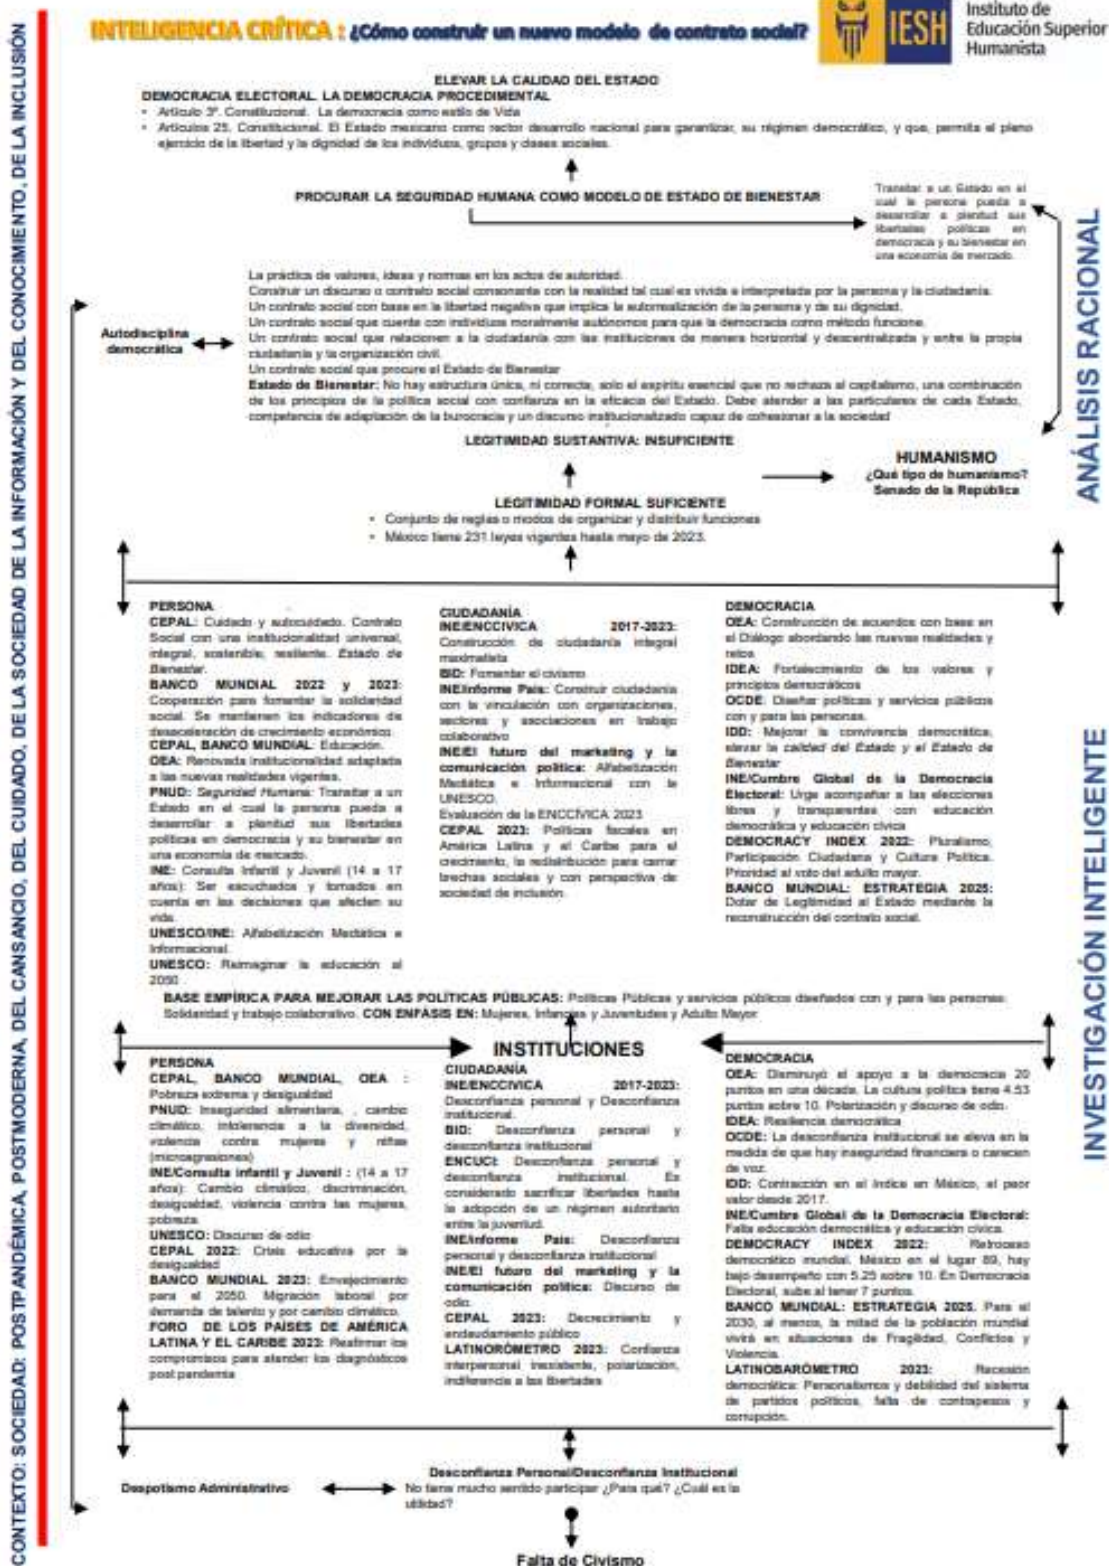 INTELIGENCIA CRÍTICA : ¿Cómo construir un nuevo modelo de contrato social?
IESH
Instituto de
Educación Superior
Humanista
ELEVAR LA CALIDAD DEL ESTADO
DEMOCRACIA ELECTORAL. LA DEMOCRACIA PROCEDIMENTAL
• Artículo 3º. Constitucional. La democracia como estilo de Vida
• Artículos 25. Constitucional. El Estado mexicano como rector desarrollo nacional para garantizar, su régimen democrático, y que, permita el pleno
ejercicio de la libertad y la dignidad de los individuos, grupos y clases sociales.
PROCURAR LA SEGURIDAD HUMANA COMO MODELO DE ESTADO DE BIENESTAR
Transitar a un Estado en el
cual la persona pueda a
desarrollar a plenitud sus
libertades políticas en
democracia y su bienestar en
una economía de mercado.
La práctica de valores, ideas y normas en los actos de autoridad.
Construir un discurso o contrato social consonante con la realidad tal cual es vivida e interpretada por la persona y la ciudadanía.
Un contrato social con base en la libertad negativa que implica la autorrealización de la persona y de su dignidad.
Un contrato social que cuente con individuos moralmente autónomos para que la democracia como método funcione.
Un contrato social que relacionen a la ciudadanía con las instituciones de manera horizontal y descentralizada y entre la propia
ciudadanía y la organización civil.
Un contrato social que procure el Estado de Bienestar
Estado de Bienestar: No hay estructura única, ni correcta, solo el espíritu esencial que no rechaza al capitalismo, una combinación
de los principios de la política social con confianza en la eficacia del Estado. Debe atender a las particulares de cada Estado,
competencia de adaptación de la burocracia y un discurso institucionalizado capaz de cohesionar a la sociedad
Autodisciplina
democrática
LEGITIMIDAD SUSTANTIVA: INSUFICIENTE
HUMANISMO
¿Qué tipo de humanismo?
Senado de la República
LEGITIMIDAD FORMAL SUFICIENTE
• Conjunto de reglas o modos de organizar y distribuir funciones
• México tiene 231 leyes vigentes hasta mayo de 2023.
PERSONA
CEPAL: Cuidado y autocuidado. Contrato
Social con una institucionalidad universal,
integral, sostenible, resiliente. Estado de
Bienestar.
BANCO MUNDIAL 2022 y 2023:
Cooperación para fomentar la solidaridad
social. Se mantienen los indicadores de
desaceleración de crecimiento económico.
CEPAL, BANCO MUNDIAL: Educación.
OEA: Renovada institucionalidad adaptada
a las nuevas realidades vigentes.
PNUD: Seguridad Humana: Transitar a un
Estado en el cual la persona pueda a
desarrollar a plenitud sus libertades
políticas en democracia y su bienestar en
una economía de mercado.
INE: Consulta Infantil y Juvenil (14 a 17
años): Ser escuchados y tomados en
cuenta en las decisiones que afecten su
vida.
UNESCO/INE: Alfabetización Mediática e
Informacional.
UNESCO: Reimaginar la educación al
2050
CIUDADANÍA
INE/ENCCIVICA 2017-2023:
Construcción de ciudadanía integral
maximalista
BID: Fomentar el civismo
INE/Informe País: Construir ciudadanía
con la vinculación con organizaciones,
sectores y asociaciones en trabajo
colaborativo
INE/El futuro del marketing y la
comunicación política: Alfabetización
Mediática e Informacional con la
UNESCO.
Evaluación de la ENCCÍVICA 2023
CEPAL 2023: Políticas fiscales en
América Latina y el Caribe para el
crecimiento, la redistribución para cerrar
brechas sociales y con perspectiva de
sociedad de inclusión.
DEMOCRACIA
OEA: Construcción de acuerdos con base en
el Diálogo abordando las nuevas realidades y
retos
IDEA: Fortalecimiento de los valores y
principios democráticos
OCDE: Diseñar políticas y servicios públicos
con y para las personas.
IDD: Mejorar la convivencia democrática,
elevar la calidad del Estado y el Estado de
Bienestar
INE/Cumbre Global de la Democracia
Electoral: Urge acompañar a las elecciones
libres y transparentes con educación
democrática y educación cívica
DEMOCRACY INDEX 2022: Pluralismo,
Participación Ciudadana y Cultura Política.
Prioridad al voto del adulto mayor.
BANCO MUNDIAL: ESTRATEGIA 2025:
Dotar de Legitimidad al Estado mediante la
reconstrucción del contrato social.
BASE EMPÍRICA PARA MEJORAR LAS POLÍTICAS PÚBLICAS: Políticas Públicas y servicios públicos diseñados con y para las personas.
Solidaridad y trabajo colaborativo. CON ENFASIS EN: Mujeres, Infancias y Juventudes y Adulto Mayor
INSTITUCIONES
PERSONA
CEPAL, BANCO MUNDIAL, OEA :
Pobreza extrema y desigualdad
PNUD: Inseguridad alimentaria, , cambio
climático, intolerancia a la diversidad,
violencia contra mujeres y niñas
(microagresiones)
INE/Consulta infantil y Juvenil : (14 a 17
años): Cambio climático, discriminación,
desigualdad, violencia contra las mujeres,
pobreza.
UNESCO: Discurso de odio
CEPAL 2022: Crisis educativa por la
desigualdad
BANCO MUNDIAL 2023: Envejecimiento
para el 2050. Migración laboral por
demanda de talento y por cambio climático.
FORO DE LOS PAÍSES DE AMÉRICA
LATINA Y EL CARIBE 2023: Reafirmar los
compromisos para atender los diagnósticos
post pandemia
CIUDADANÍA
INE/ENCCIVICA 2017-2023:
Desconfianza personal y Desconfianza
institucional.
BID: Desconfianza personal y
desconfianza institucional
ENCUCI: Desconfianza personal y
desconfianza institucional. Es
considerado sacrificar libertades hasta
la adopción de un régimen autoritario
entre la juventud.
INE/Informe País: Desconfianza
personal y desconfianza institucional
INE/El futuro del marketing y la
comunicación política: Discurso de
odio.
CEPAL 2023: Decrecimiento y
endeudamiento público
LATINORÓMETRO 2023: Confianza
interpersonal inexistente, polarización,
indiferencia a las libertades
DEMOCRACIA
OEA: Disminuyó el apoyo a la democracia 20
puntos en una década. La cultura política tiene 4.53
puntos sobre 10. Polarización y discurso de odio.
IDEA: Resiliencia democrática
OCDE: La desconfianza institucional se eleva en la
medida de que hay inseguridad financiera o carecen
de voz.
IDD: Contracción en el índice en México, el peor
valor desde 2017.
INE/Cumbre Global de la Democracia Electoral:
Falta educación democrática y educación cívica.
DEMOCRACY INDEX 2022: Retroceso
democrático mundial. México en el lugar 89, hay
bajo desempeño con 5.25 sobre 10. En Democracia
Electoral, sube al tener 7 puntos.
BANCO MUNDIAL: ESTRATEGIA 2025. Para el
2030, al menos, la mitad de la población mundial
vivirá en situaciones de Fragilidad, Conflictos y
Violencia.
LATINOBARÓMETRO 2023: Recesión
democrática: Personalismos y debilidad del sistema
de partidos políticos, falta de contrapesos y
corrupción.
Despotismo Administrativo
Desconfianza Personal/Desconfianza Institucional
No tiene mucho sentido participar ¿Para qué? ¿Cuál es la
utilidad?
Falta de Civismo
CONTEXTO: SOCIEDAD: POSTPANDÉMICA, POSTMODERNA, DEL CANSANCIO, DEL CUIDADO, DE LA SOCIEDAD DE LA INFORMACIÓN Y DEL CONOCIMIENTO, DE LA INCLUSIÓN
ANÁLISIS RACIONAL
INVESTIGACIÓN INTELIGENTE